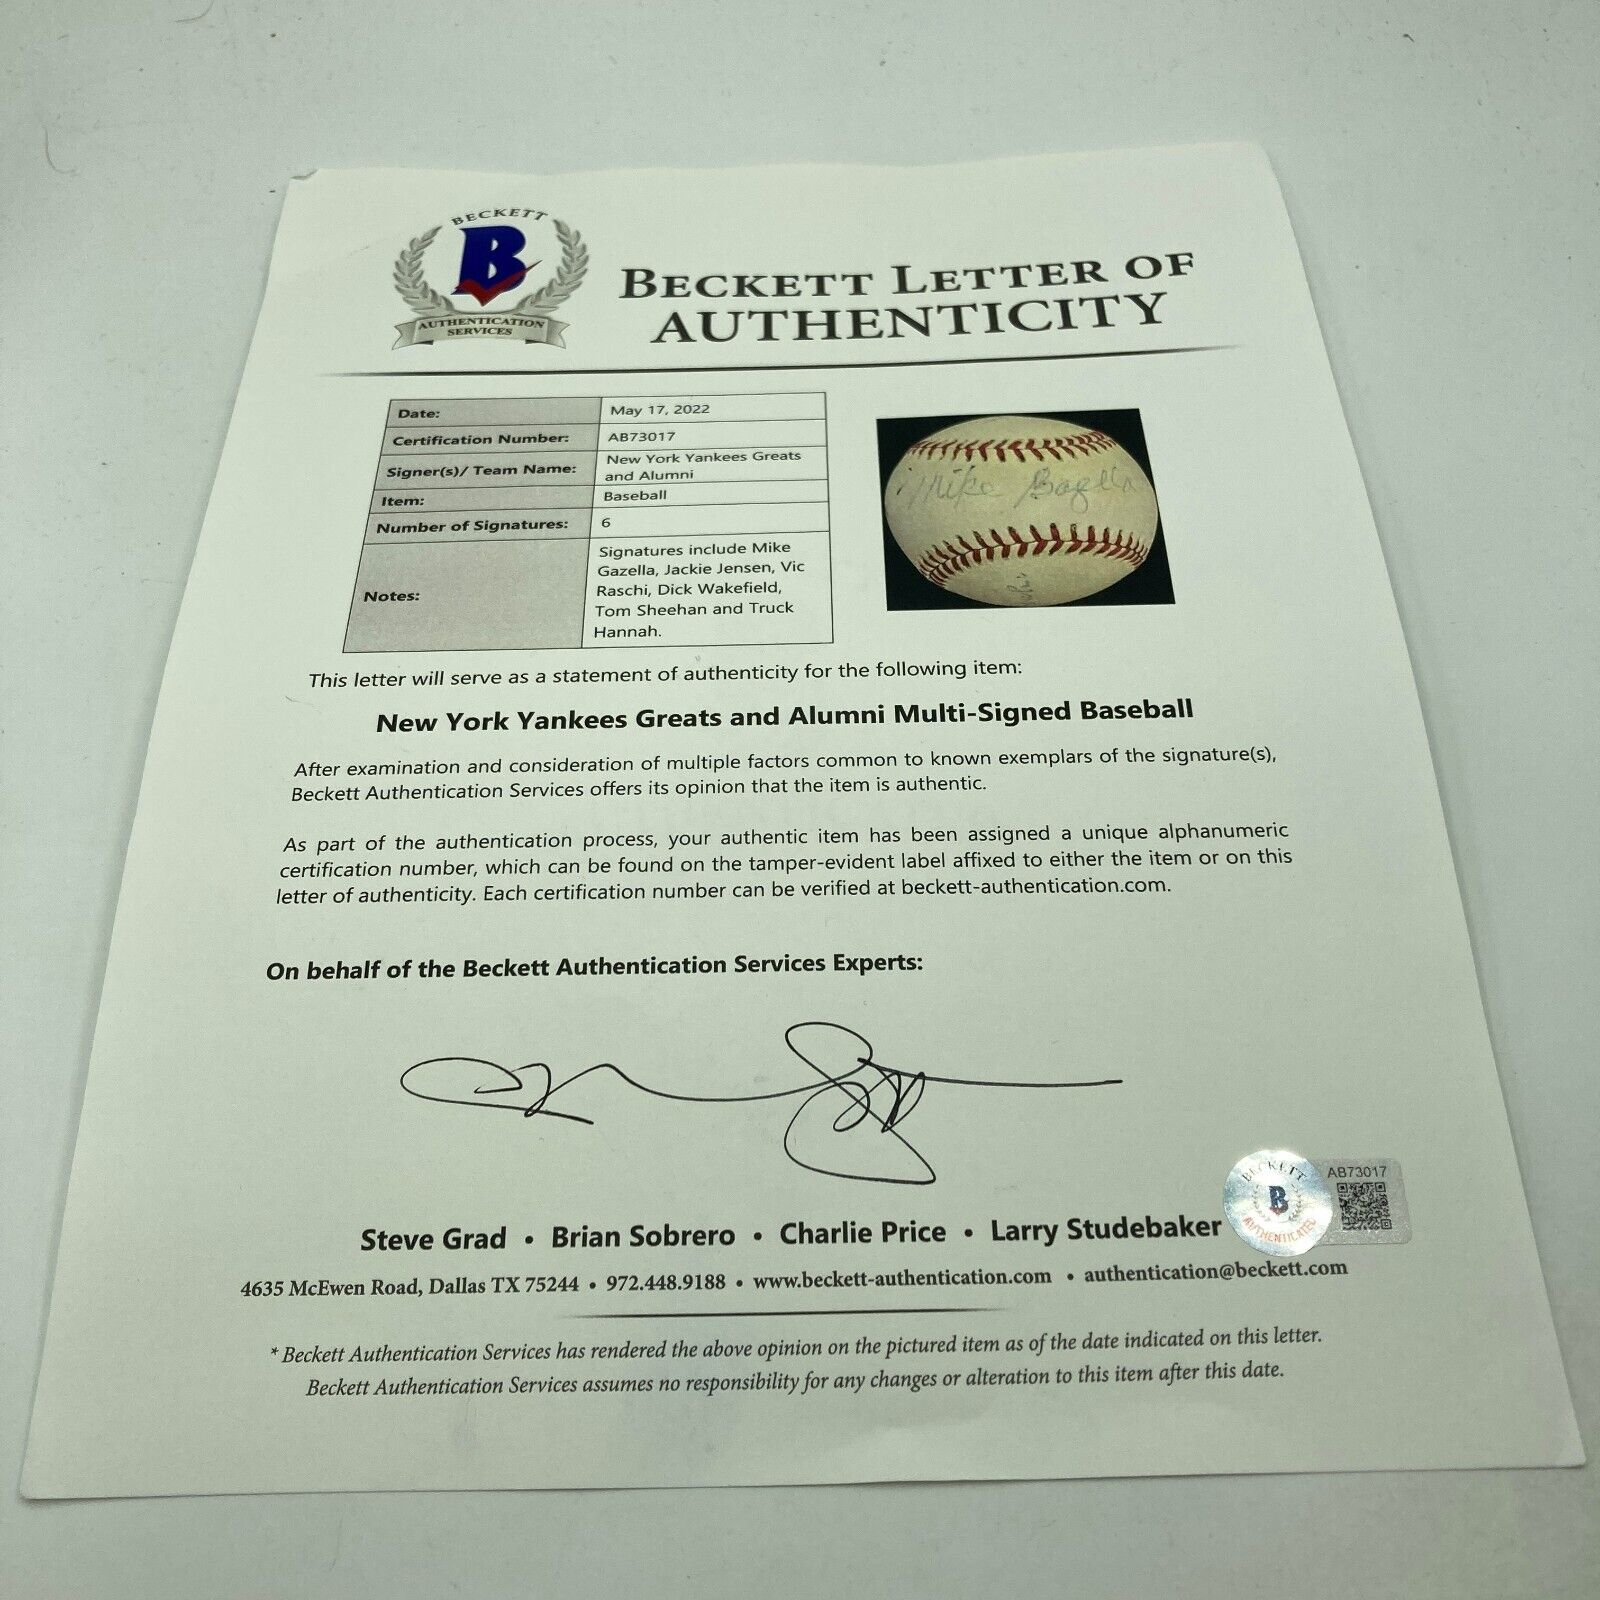 BECKETT
B
AUTHENTICATION
SERVICES
BECKETT LETTER OF
AUTHENTICITY
Date: May 17, 2022
Certification Number: AB73017
Signer(s)/ Team Name: New York Yankees Greats
and Alumni
Item: Baseball
Number of Signatures: 6
Notes: Signatures include Mike
Gazella, Jackie Jensen, Vic
Raschi, Dick Wakefield,
Tom Sheehan and Truck
Hannah.
Mike Gazella
This letter will serve as a statement of authenticity for the following item:
New York Yankees Greats and Alumni Multi-Signed Baseball
After examination and consideration of multiple factors common to known exemplars of the signature(s),
Beckett Authentication Services offers its opinion that the item is authentic.
As part of the authentication process, your authentic item has been assigned a unique alphanumeric
certification number, which can be found on the tamper-evident label affixed to either the item or on this
letter of authenticity. Each certification number can be verified at beckett-authentication.com.
On behalf of the Beckett Authentication Services Experts:
BECKETT
B
AUTHENTICATED
AB73017
Steve Grad • Brian Sobrero • Charlie Price • Larry Studebaker
4635 McEwen Road, Dallas TX 75244 • 972.448.9188 • www.beckett-authentication.com • authentication@beckett.com
* Beckett Authentication Services has rendered the above opinion on the pictured item as of the date indicated on this letter.
Beckett Authentication Services assumes no responsibility for any changes or alteration to this item after this date.